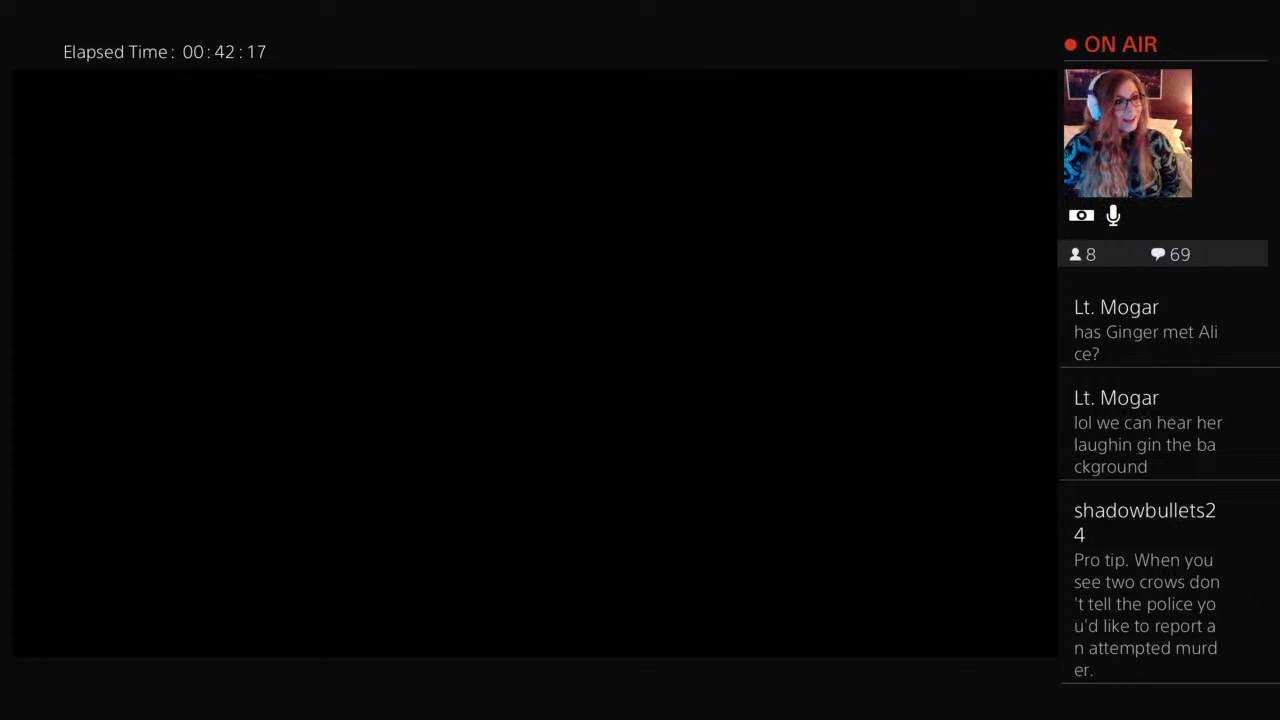 Elapsed Time: 00:42:17
ON AIR
8
69
Lt. Mogar
has Ginger met Ali
ce?
Lt. Mogar
lol we can hear her
laughin gin the ba
ckground
shadowbullets2
4
Pro tip. When you
see two crows don
't tell the police yo
u'd like to report a
n attempted murd
er.